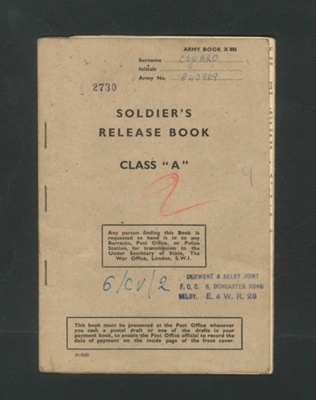 ARMY BOOK X 801
Surname COWARD
Initials
Army No.
2730
SOLDIER'S
RELEASE BOOK
CLASS "A"
2
Any person finding this Book is
requested to hand it in to any
Barracks, Post Office, or Police
Station, for transmission to the
Under Secretary of State, The
War Office, London, S.W.1.
6/CV/2
DERWENT & SELBY JOINT
F.C.O. 5, DONCASTER ROAD
SELBY. E. & W. R. 28
This book must be presented at the Post Office whenever
you cash a postal draft or one of the drafts in your
payment book, to enable the Post Office official to record the
date of payment on the inside page of the front cover.